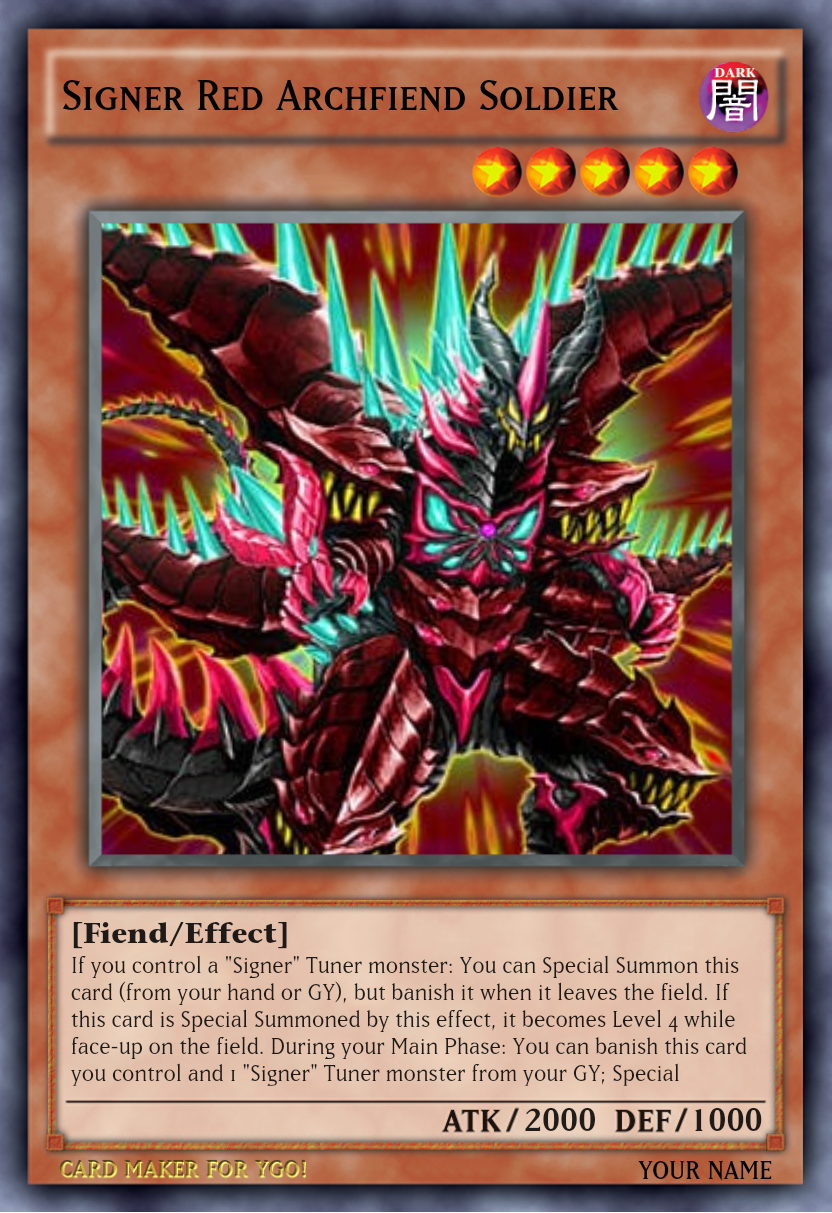 Signer Red Archfiend Soldier
DARK
闇
[Fiend/Effect]
If you control a "Signer" Tuner monster: You can Special Summon this
card (from your hand or GY), but banish it when it leaves the field. If
this card is Special Summoned by this effect, it becomes Level 4 while
face-up on the field. During your Main Phase: You can banish this card
you control and 1 "Signer" Tuner monster from your GY; Special
ATK/2000 DEF/1000
CARD MAKER FOR YGO!
YOUR NAME